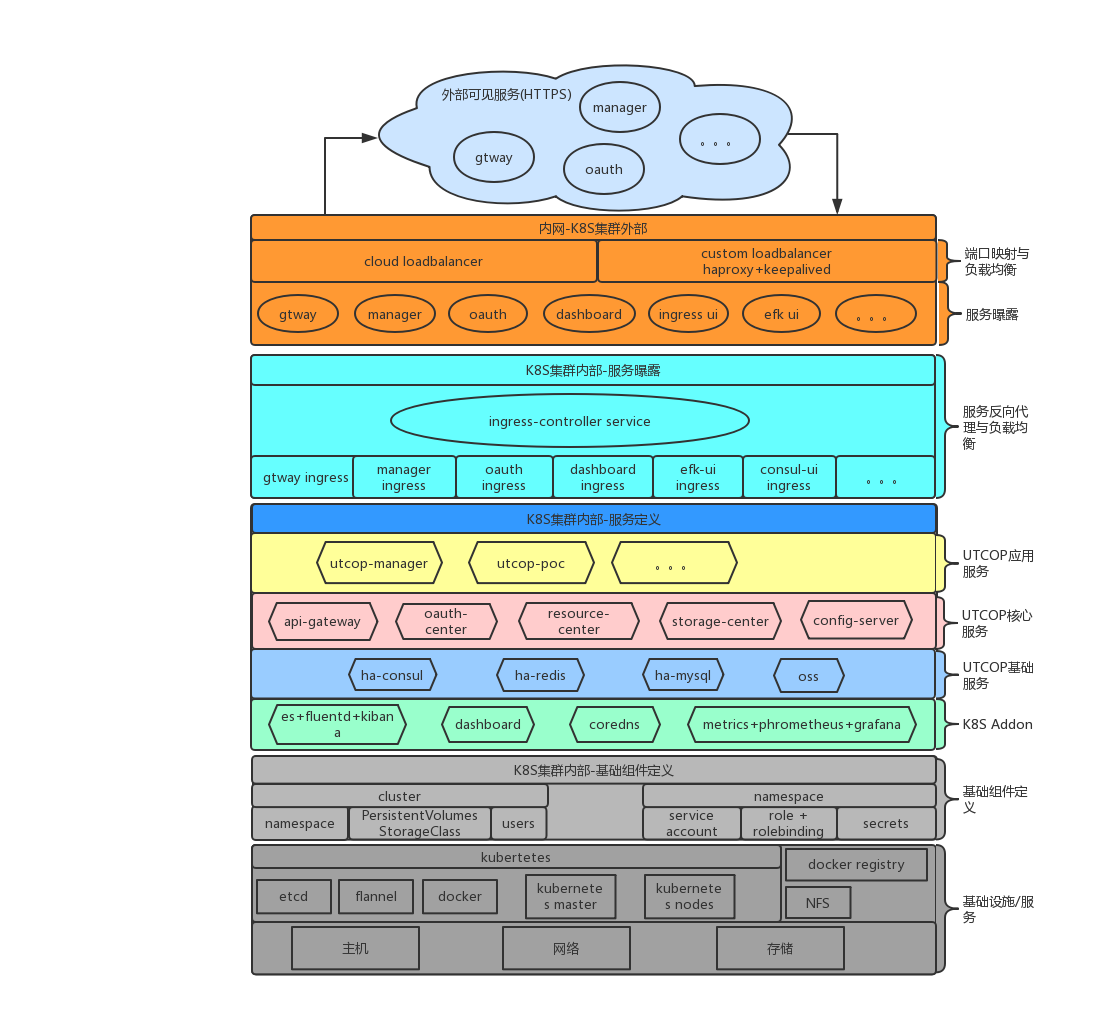 外部可见服务(HTTPS)
manager
。。。
gtway
oauth
内网-K8S集群外部
cloud loadbalancer
custom loadbalancer
haproxy+keepalived
端口映射与
负载均衡
gtway
manager
oauth
dashboard
ingress ui
efk ui
。。。
服务曝露
K8S集群内部-服务曝露
ingress-controller service
服务反向代
理与负载均
衡
gtway ingress
manager
ingress
oauth
ingress
dashboard
ingress
efk-ui
ingress
consul-ui
ingress
。。。
K8S集群内部-服务定义
utcop-manager
utcop-poc
。。。
UTCOP应用
服务
api-gateway
oauth-
center
resource-
center
storage-center
config-server
UTCOP核心
服务
ha-consul
ha-redis
ha-mysql
oss
UTCOP基础
服务
es+fluentd+kiban
a
dashboard
coredns
metrics+phrometheus+grafana
K8S Addon
K8S集群内部-基础组件定义
cluster
namespace
namespace
PersistentVolumes
StorageClass
users
service
account
role +
rolebinding
secrets
基础组件定
义
kubertetes
docker registry
etcd
flannel
docker
kubernete
s master
kubernete
s nodes
NFS
基础设施/服
务
主机
网络
存储